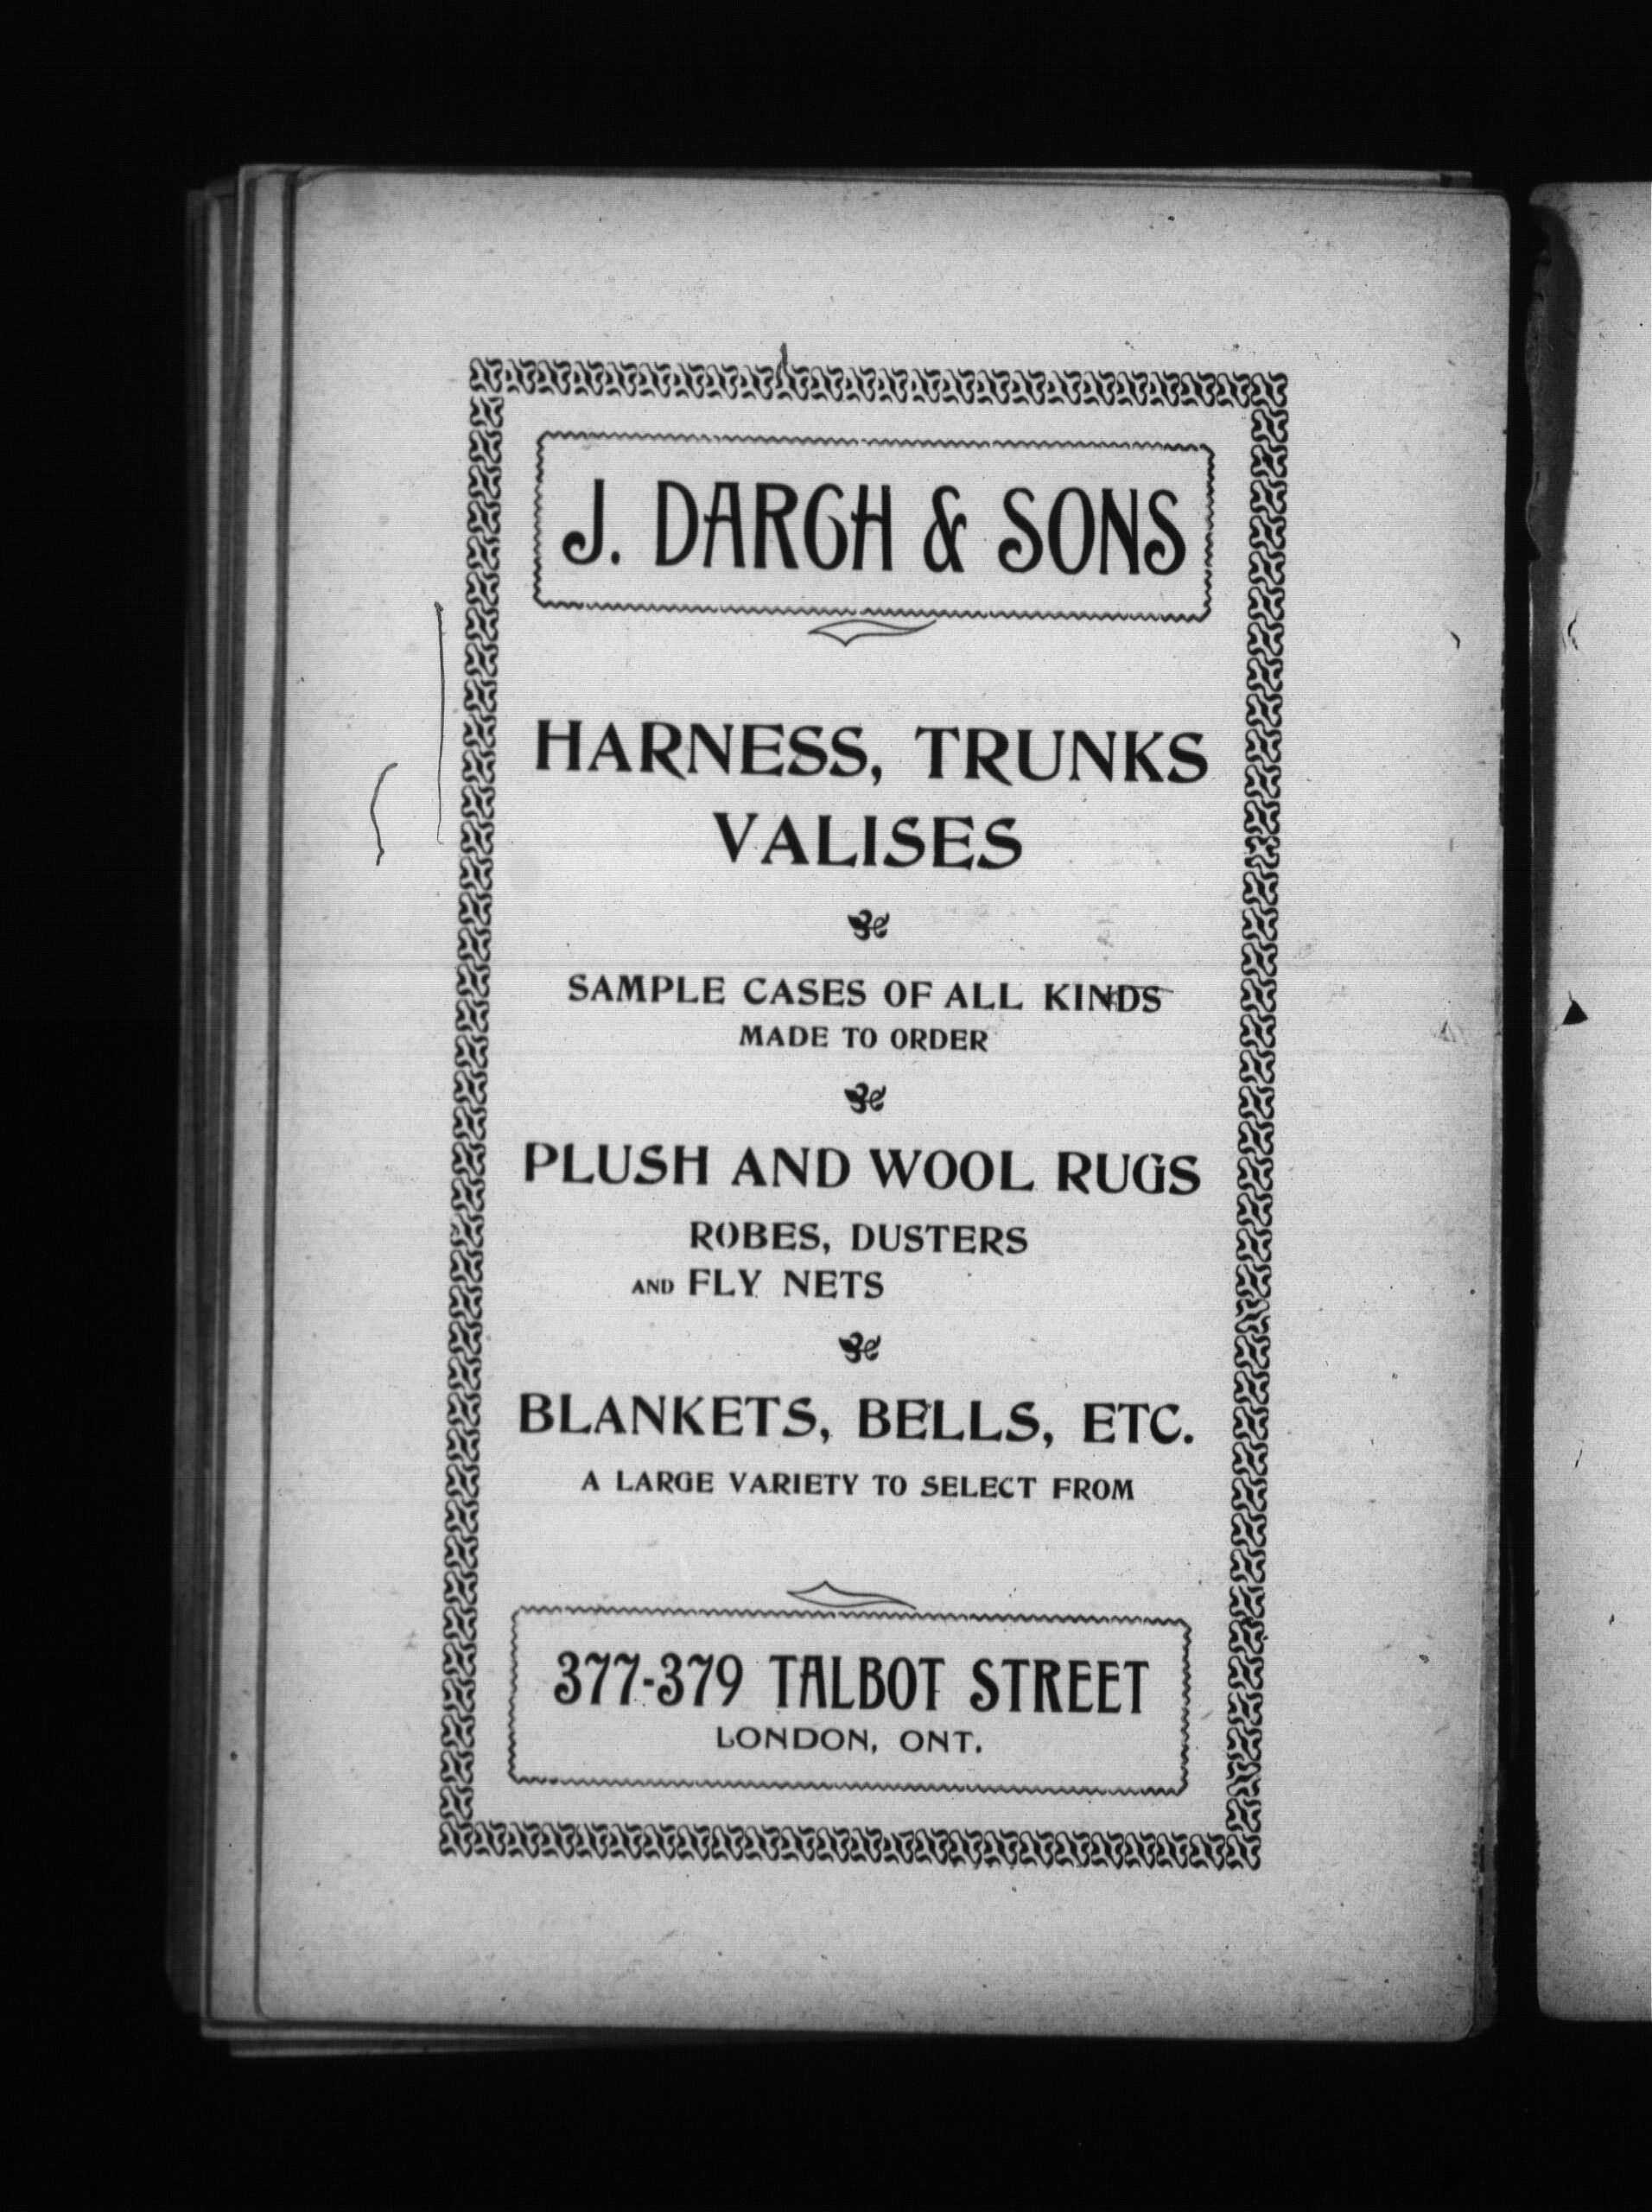 J. DARCH & SONS
HARNESS, TRUNKS
VALISES
SAMPLE CASES OF ALL KINDS
MADE TO ORDER
PLUSH AND WOOL RUGS
ROBES, DUSTERS
AND FLY NETS
BLANKETS, BELLS, ETC.
A LARGE VARIETY TO SELECT FROM
377-379 TALBOT STREET
LONDON, ONT.